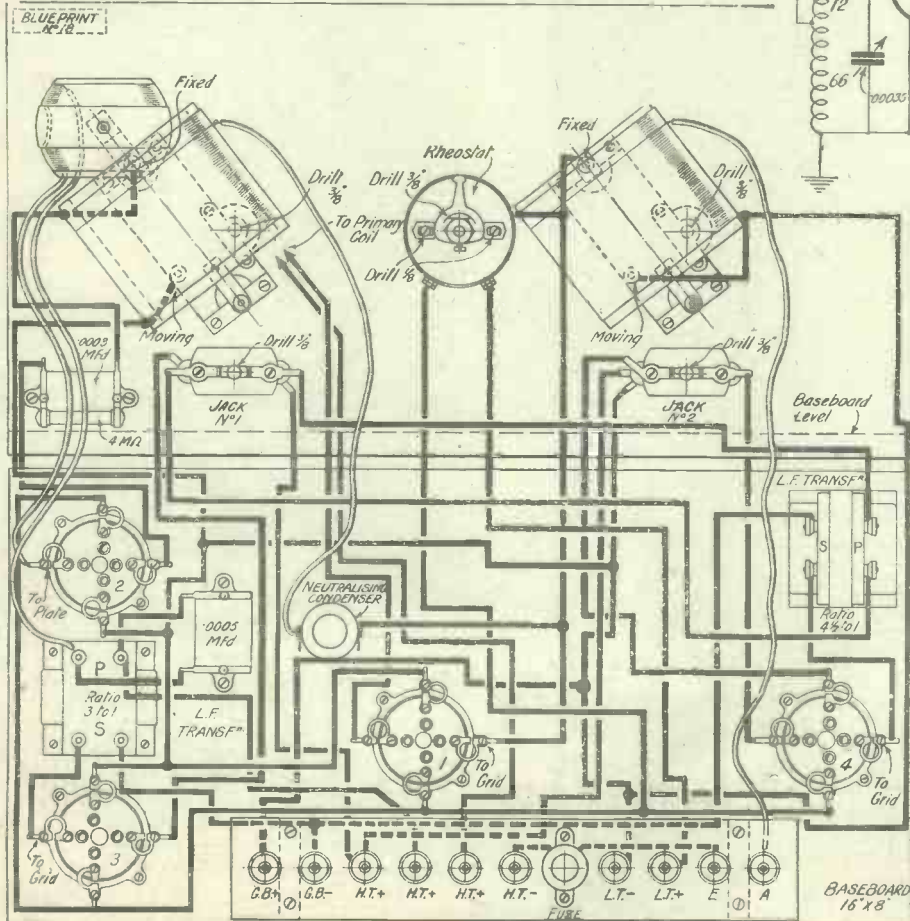 BLUEPRINT
Nº18
12
66
.00035
Fixed
Drill
3/8"
To Primary
Coil
Moving
Rheostat
Drill 3/8"
Drill 1/8"
Fixed
Drill
3/8"
Moving
.0003
Mfd
4 MΩ
Drill 3/8"
JACK
Nº1
Drill 3/8"
JACK
Nº2
Baseboard
Level
L.F. TRANSFR.
S P
Ratio
4½ to 1
2
To
Plate
.0005
Mfd
NEUTRALISING
CONDENSER
P
Ratio
3 to 1
S
L.F.
TRANSFR.
1
To
Grid
4
To
Grid
To
Grid
3
G.B+ G.B- H.T.+ H.T.+ H.T.+ H.T.- FUSE L.T- L.T+ E A
BASEBOARD
16" X 8"